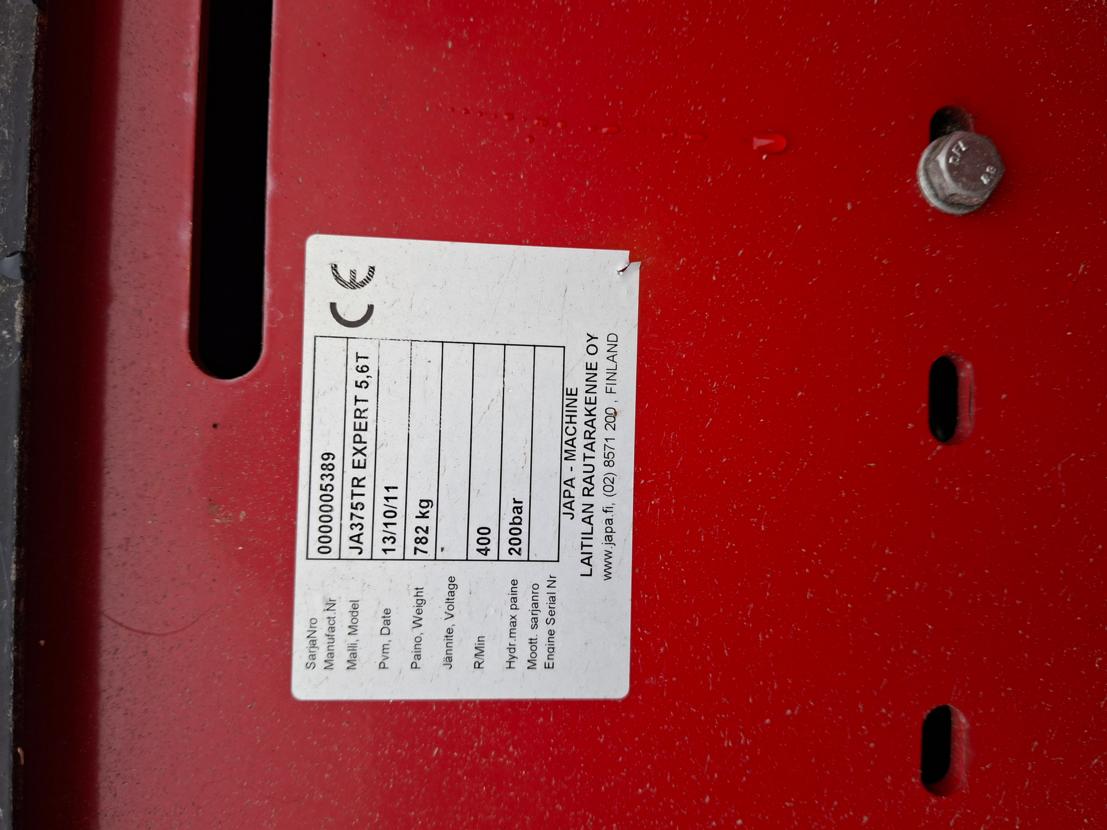 CE
SarjaNro
Manufact.Nr 0000005389
Malli, Model JA375TR EXPERT 5,6T
Pvm, Date 13/10/11
Paino, Weight 782 kg
Jännite, Voltage
R/Min 400
Hydr.max paine 200bar
Moott. sarjanro
Engine Serial Nr
JAPA - MACHINE
LAITILAN RAUTARAKENNE OY
www.japa.fi, (02) 8571 200 , FINLAND